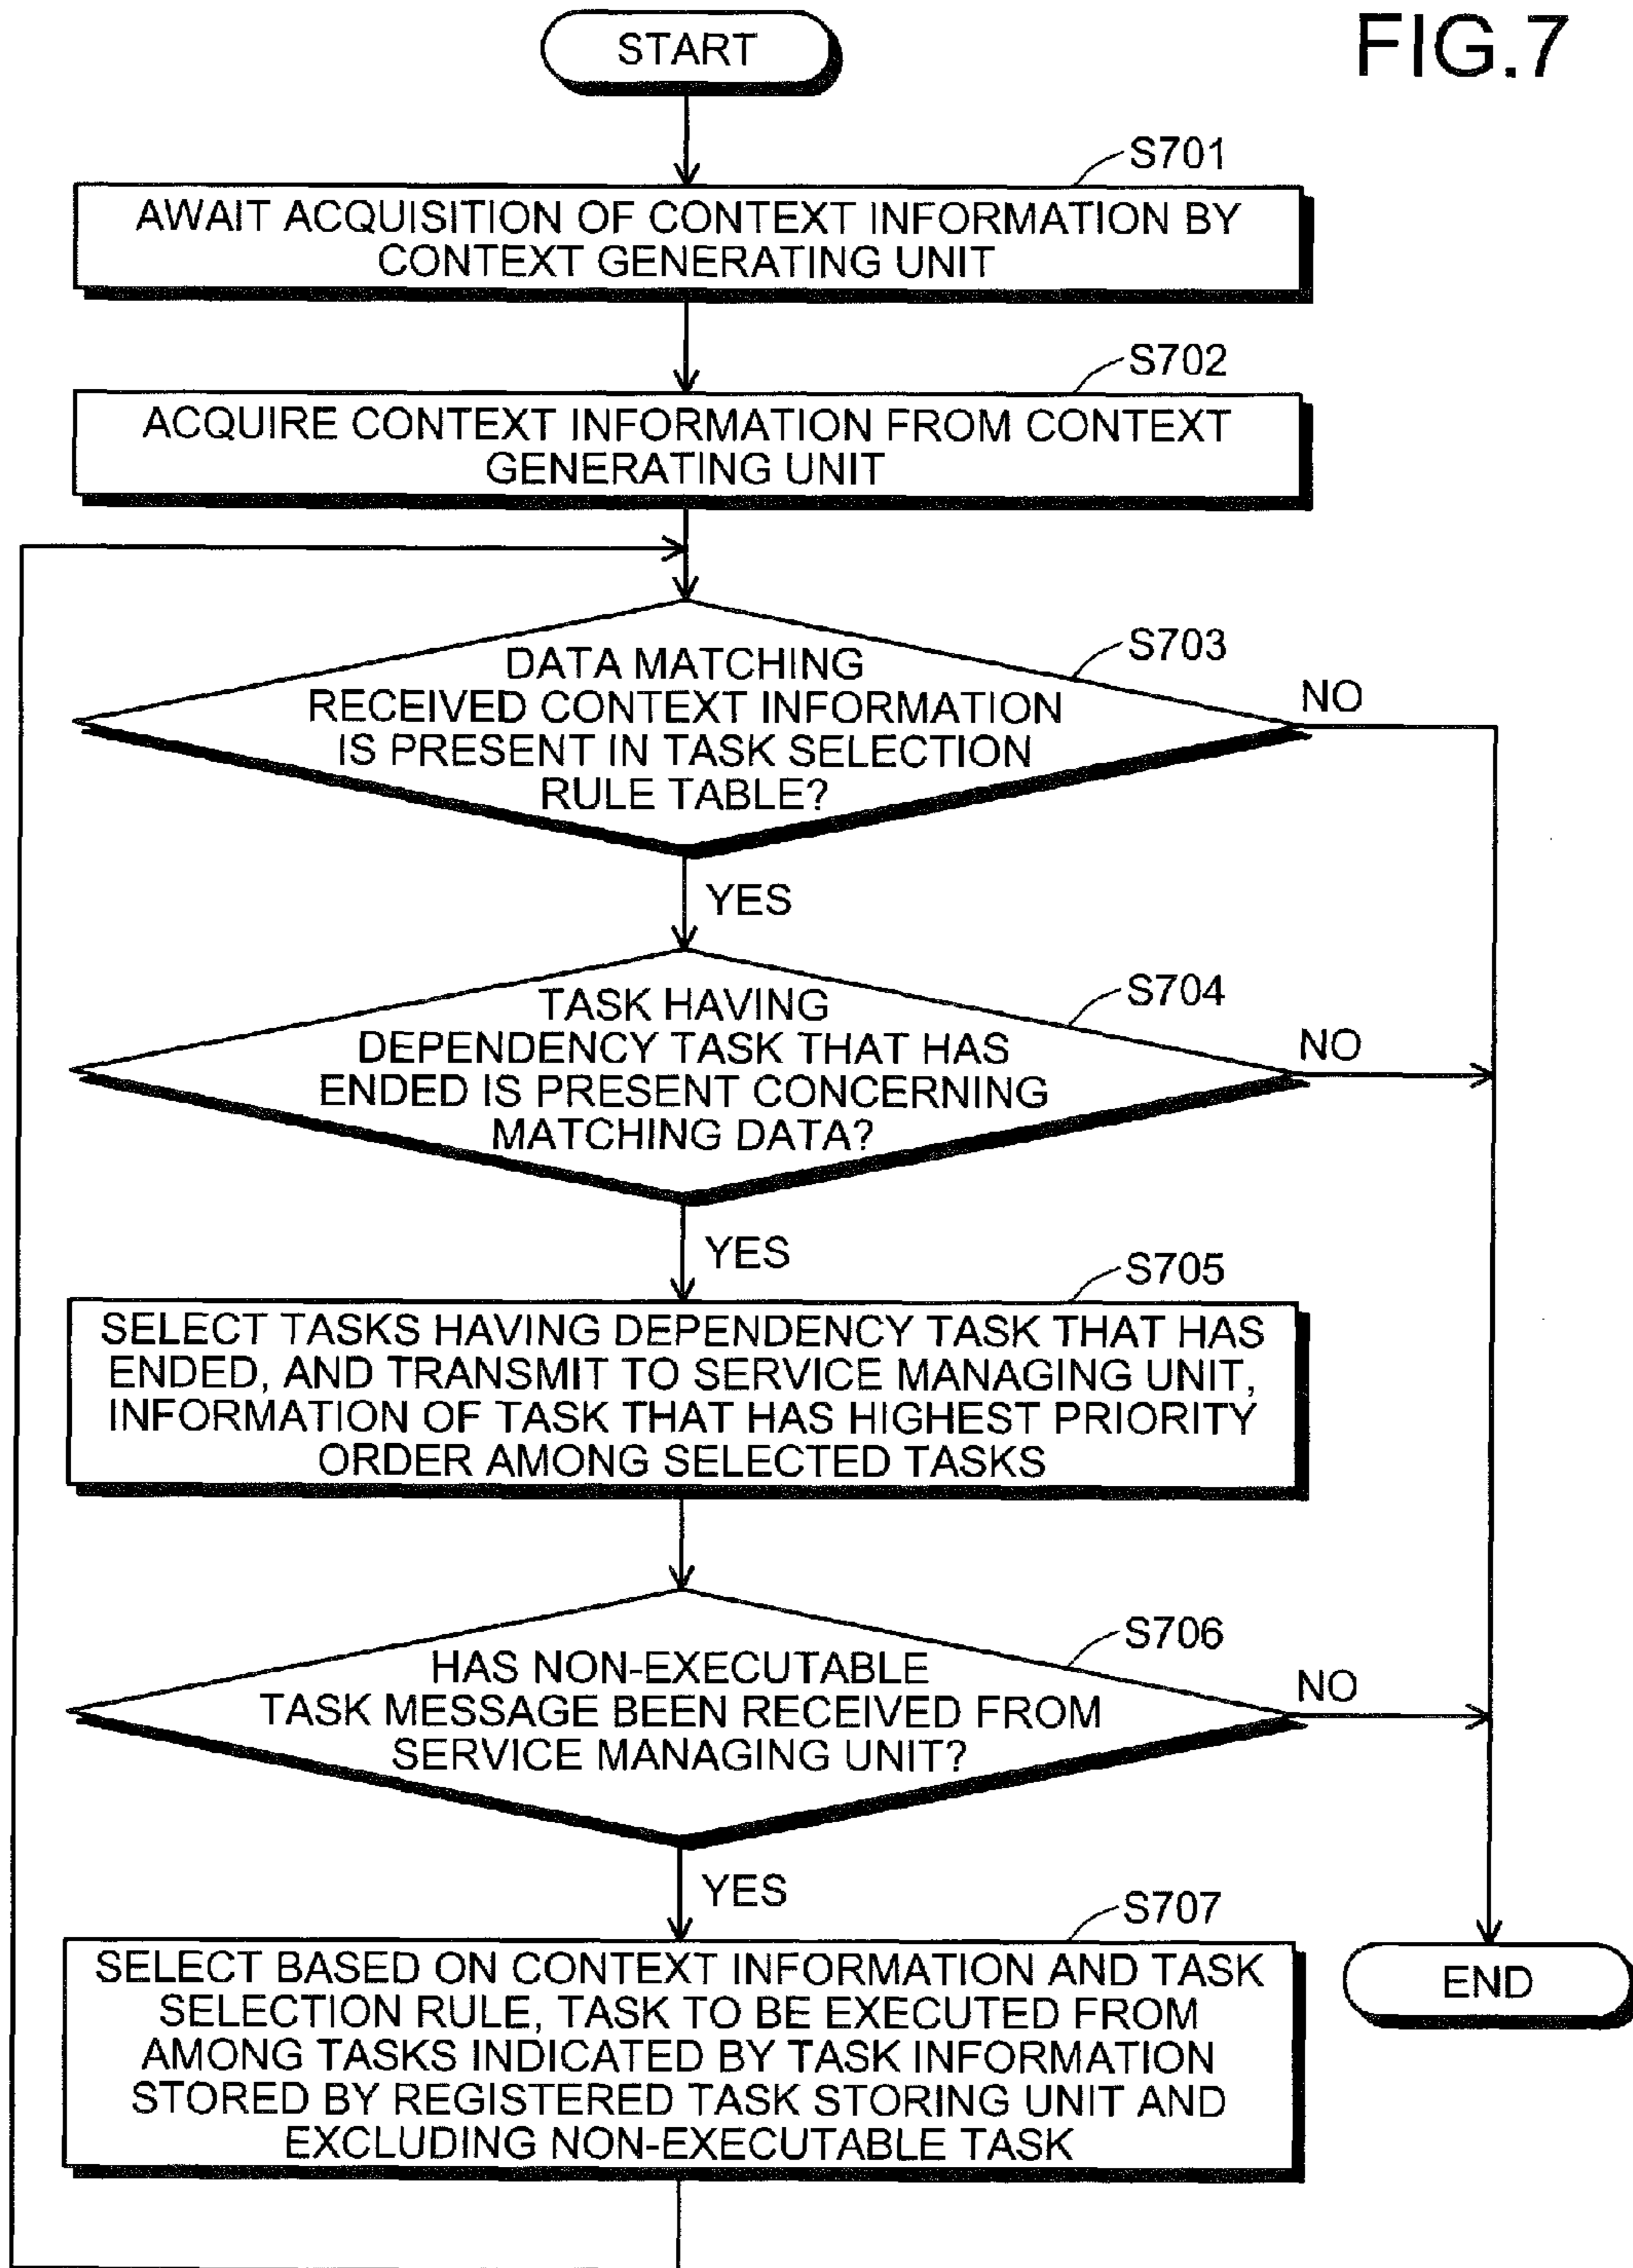 FIG.7
START
S701
AWAIT ACQUISITION OF CONTEXT INFORMATION BY
CONTEXT GENERATING UNIT
S702
ACQUIRE CONTEXT INFORMATION FROM CONTEXT
GENERATING UNIT
S703
DATA MATCHING
RECEIVED CONTEXT INFORMATION
IS PRESENT IN TASK SELECTION
RULE TABLE?
NO
YES
S704
TASK HAVING
DEPENDENCY TASK THAT HAS
ENDED IS PRESENT CONCERNING
MATCHING DATA?
NO
YES
S705
SELECT TASKS HAVING DEPENDENCY TASK THAT HAS
ENDED, AND TRANSMIT TO SERVICE MANAGING UNIT,
INFORMATION OF TASK THAT HAS HIGHEST PRIORITY
ORDER AMONG SELECTED TASKS
S706
HAS NON-EXECUTABLE
TASK MESSAGE BEEN RECEIVED FROM
SERVICE MANAGING UNIT?
NO
YES
S707
SELECT BASED ON CONTEXT INFORMATION AND TASK
SELECTION RULE, TASK TO BE EXECUTED FROM
AMONG TASKS INDICATED BY TASK INFORMATION
STORED BY REGISTERED TASK STORING UNIT AND
EXCLUDING NON-EXECUTABLE TASK
END